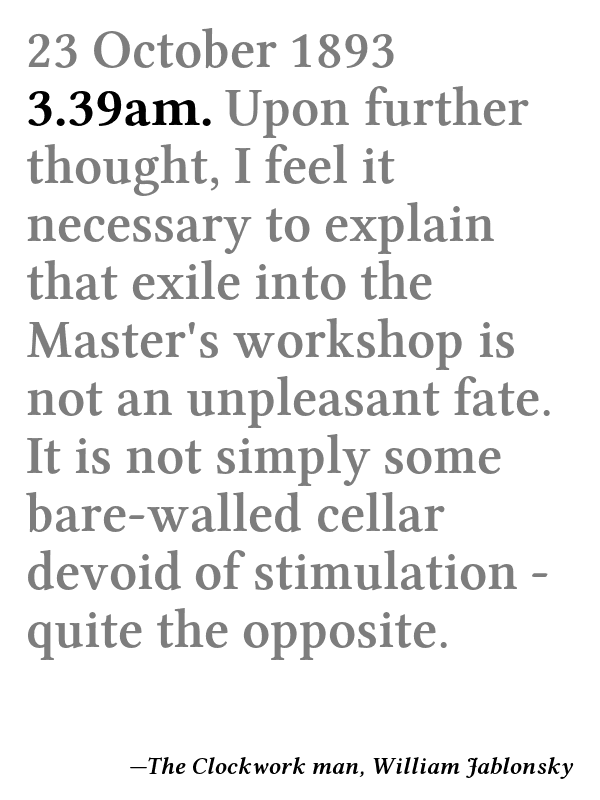 23 October 1893
3.39am. Upon further
thought, I feel it
necessary to explain
that exile into the
Master's workshop is
not an unpleasant fate.
It is not simply some
bare-walled cellar
devoid of stimulation -
quite the opposite.
—The Clockwork man, William Jablonsky